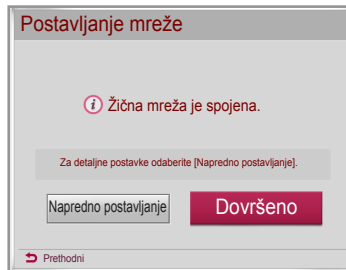 Postavljanje mreže
Žična mreža je spojena.
Za detaljne postavke odaberite [Napredno postavljanje].
Napredno postavljanje
Dovršeno
Prethodni